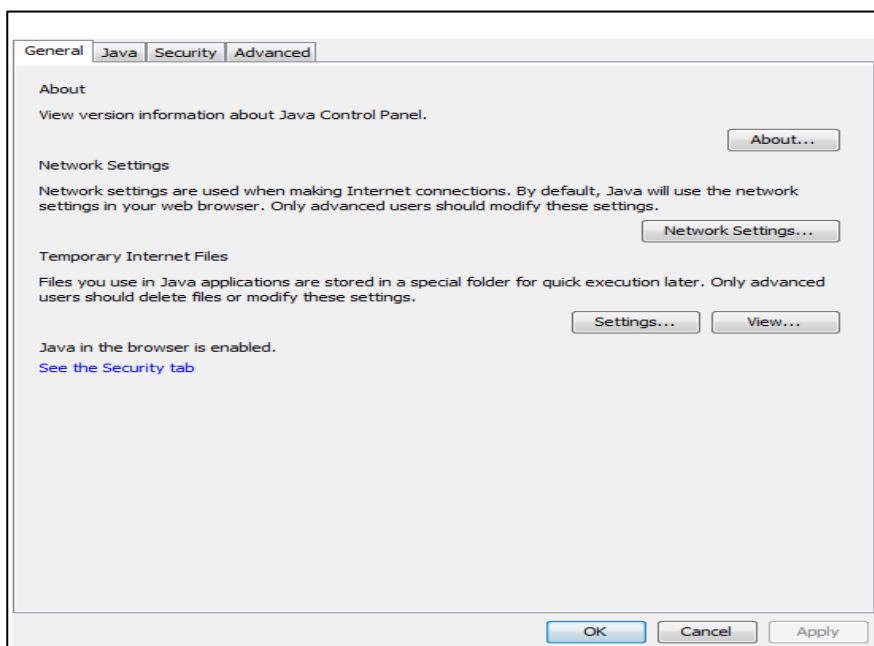 General Java Security Advanced
About
View version information about Java Control Panel.
About...
Network Settings
Network settings are used when making Internet connections. By default, Java will use the network
settings in your web browser. Only advanced users should modify these settings.
Network Settings...
Temporary Internet Files
Files you use in Java applications are stored in a special folder for quick execution later. Only advanced
users should delete files or modify these settings.
Settings... View...
Java in the browser is enabled.
See the Security tab
OK Cancel Apply